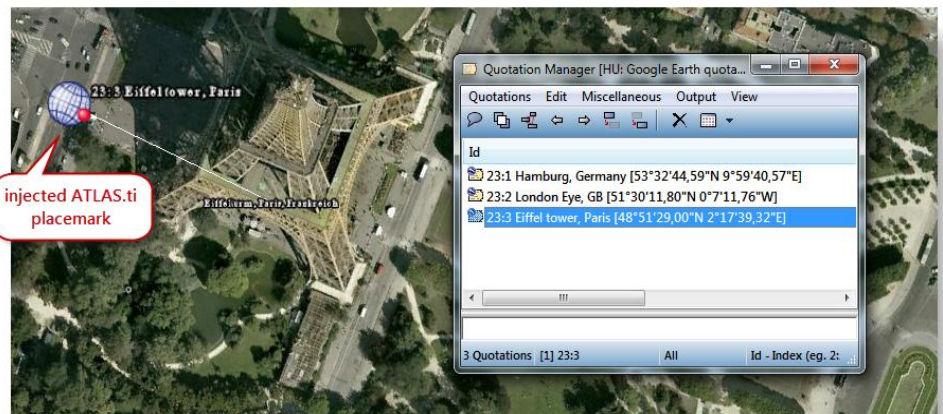 23:3 Eiffel tower, Paris
injected ATLAS.ti
placemark
Eiffelturm, Paris, Frankreich
Quotation Manager [HU: Google Earth quota...
Quotations Edit Miscellaneous Output View
Id
23:1 Hamburg, Germany [53°32'44,59"N 9°59'40,57"E]
23:2 London Eye, GB [51°30'11,80"N 0°7'11,76"W]
23:3 Eiffel tower, Paris [48°51'29,00"N 2°17'39,32"E]
3 Quotations [1] 23:3 All Id - Index (eg. 2: